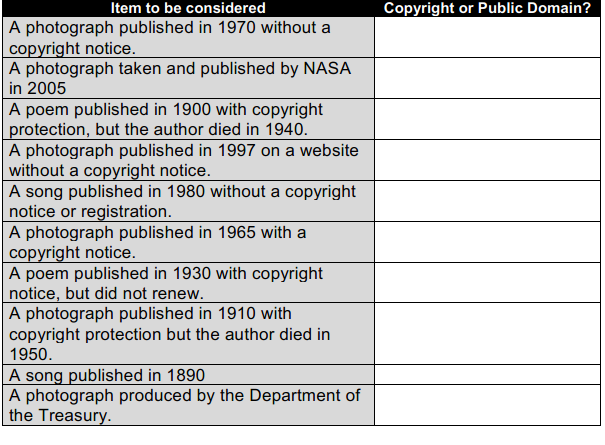 Item to be considered
Copyright or Public Domain?
A photograph published in 1970 without a
copyright notice.
A photograph taken and published by NASA
in 2005
A poem published in 1900 with copyright
protection, but the author died in 1940.
A photograph published in 1997 on a website
without a copyright notice.
A song published in 1980 without a copyright
notice or registration.
A photograph published in 1965 with a
copyright notice.
A poem published in 1930 with copyright
notice, but did not renew.
A photograph published in 1910 with
copyright protection but the author died in
1950.
A song published in 1890
A photograph produced by the Department of
the Treasury.